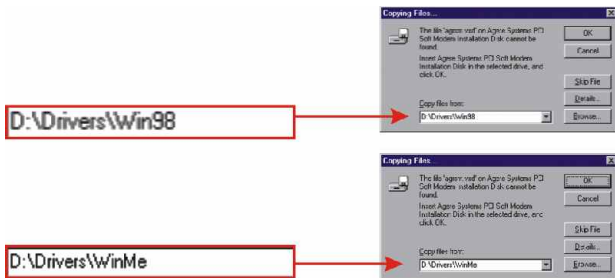 Copying Files...
The file 'agrsm.vxd' on Agere Systems PCI
Soft Modem Installation Disk cannot be
found.
Insert Agere Systems PCI Soft Modem
Installation Disk in the selected drive, and
click OK.
OK
Cancel
Skip File
Details...
Browse...
Copy files from:
D:\Drivers\Win98
D:\Drivers\Win98
Copying Files...
The file 'agrsm.vxd' on Agere Systems PCI
Soft Modem Installation Disk cannot be
found.
Insert Agere Systems PCI Soft Modem
Installation Disk in the selected drive, and
click OK.
OK
Cancel
Skip File
Details...
Browse...
Copy files from:
D:\Drivers\WinMe
D:\Drivers\WinMe